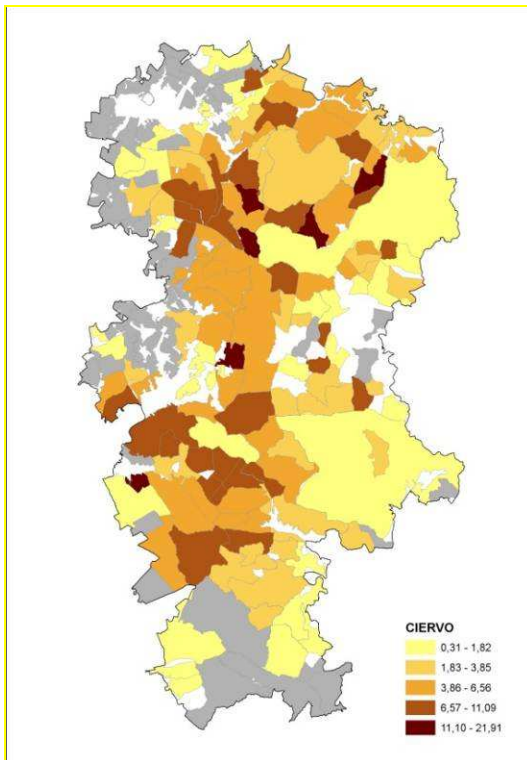 CIERVO
0,31 - 1,82
1,83 - 3,85
3,86 - 6,56
6,57 - 11,09
11,10 - 21,91